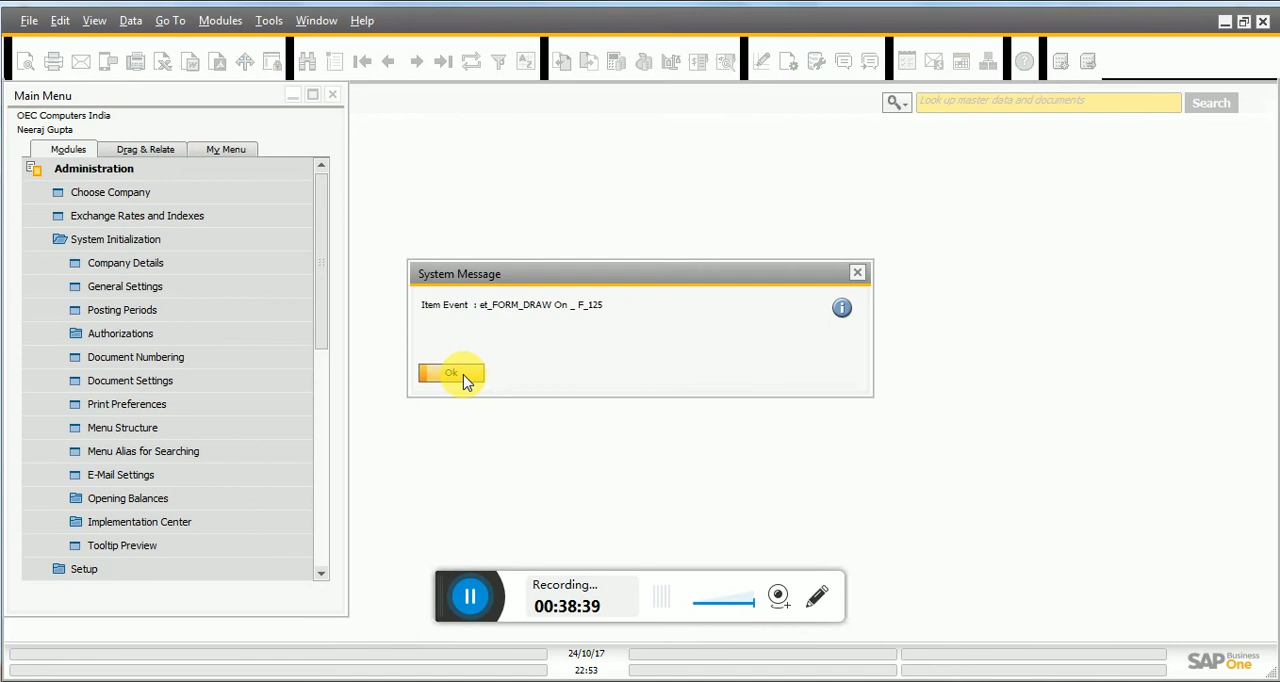 File Edit View Data Go To Modules Tools Window Help
Main Menu
OEC Computers India
Neeraj Gupta
Modules Drag & Relate My Menu
Look up master data and documents Search
Administration
Choose Company
Exchange Rates and Indexes
System Initialization
Company Details
General Settings
Posting Periods
Authorizations
Document Numbering
Document Settings
Print Preferences
Menu Structure
Menu Alias for Searching
E-Mail Settings
Opening Balances
Implementation Center
Tooltip Preview
Setup
System Message
Item Event : et_FORM_DRAW On _ F_125
Ok
Recording...
00:38:39
24/10/17
22:53
SAP Business One